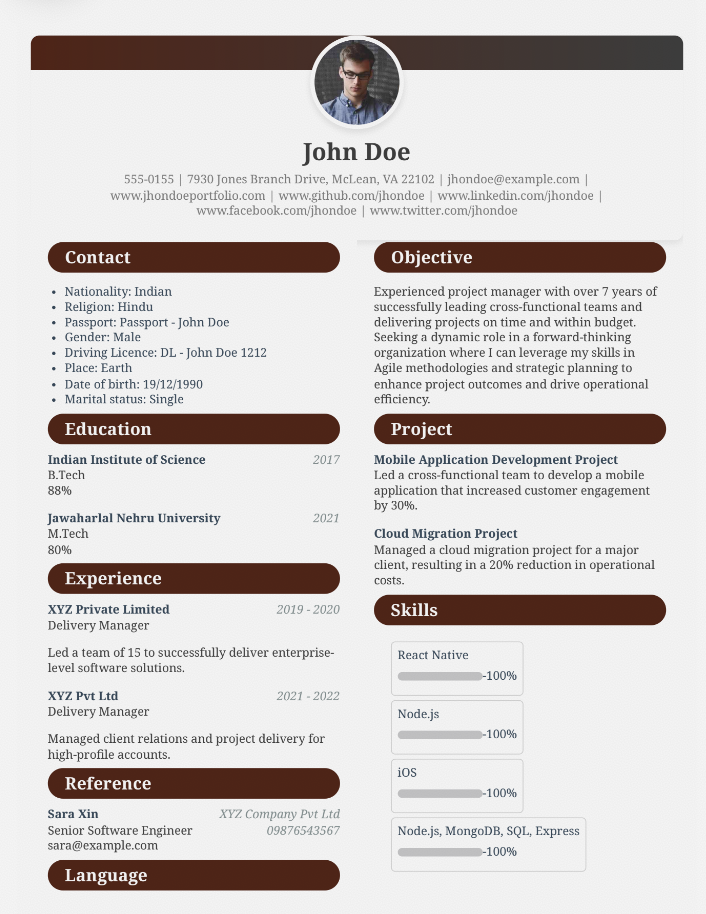 John Doe
555-0155 | 7930 Jones Branch Drive, McLean, VA 22102 | jhondoe@example.com |
www.jhondoeportfolio.com | www.github.com/jhondoe | www.linkedin.com/jhondoe |
www.facebook.com/jhondoe | www.twitter.com/jhondoe
Contact
• Nationality: Indian
• Religion: Hindu
• Passport: Passport - John Doe
• Gender: Male
• Driving Licence: DL - John Doe 1212
• Place: Earth
• Date of birth: 19/12/1990
• Marital status: Single
Education
Indian Institute of Science 2017
B.Tech
88%
Jawaharlal Nehru University 2021
M.Tech
80%
Experience
XYZ Private Limited 2019 - 2020
Delivery Manager
Led a team of 15 to successfully deliver enterprise-
level software solutions.
XYZ Pvt Ltd 2021 - 2022
Delivery Manager
Managed client relations and project delivery for
high-profile accounts.
Reference
Sara Xin XYZ Company Pvt Ltd
Senior Software Engineer 09876543567
sara@example.com
Language
Objective
Experienced project manager with over 7 years of
successfully leading cross-functional teams and
delivering projects on time and within budget.
Seeking a dynamic role in a forward-thinking
organization where I can leverage my skills in
Agile methodologies and strategic planning to
enhance project outcomes and drive operational
efficiency.
Project
Mobile Application Development Project
Led a cross-functional team to develop a mobile
application that increased customer engagement
by 30%.
Cloud Migration Project
Managed a cloud migration project for a major
client, resulting in a 20% reduction in operational
costs.
Skills
React Native
-100%
Node.js
-100%
iOS
-100%
Node.js, MongoDB, SQL, Express
-100%